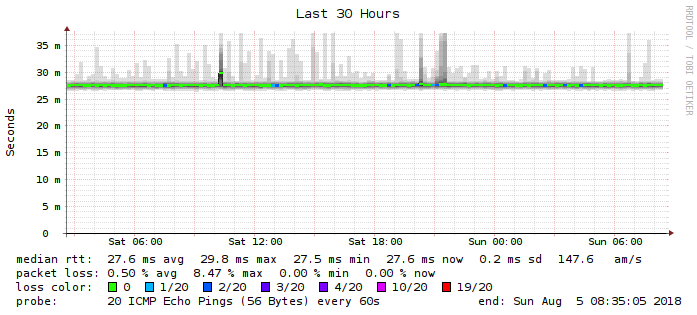 Last 30 Hours
RRDTOOL / TOBI OETIKER
Seconds
35 m
30 m
25 m
20 m
15 m
10 m
5 m
0
Sat 06:00 Sat 12:00 Sat 18:00 Sun 00:00 Sun 06:00
median rtt: 27.6 ms avg 29.8 ms max 27.5 ms min 27.6 ms now 0.2 ms sd 147.6 am/s
packet loss: 0.50 % avg 8.47 % max 0.00 % min 0.00 % now
loss color: 0 1/20 2/20 3/20 4/20 10/20 19/20
probe: 20 ICMP Echo Pings (56 Bytes) every 60s end: Sun Aug 5 08:35:05 2018